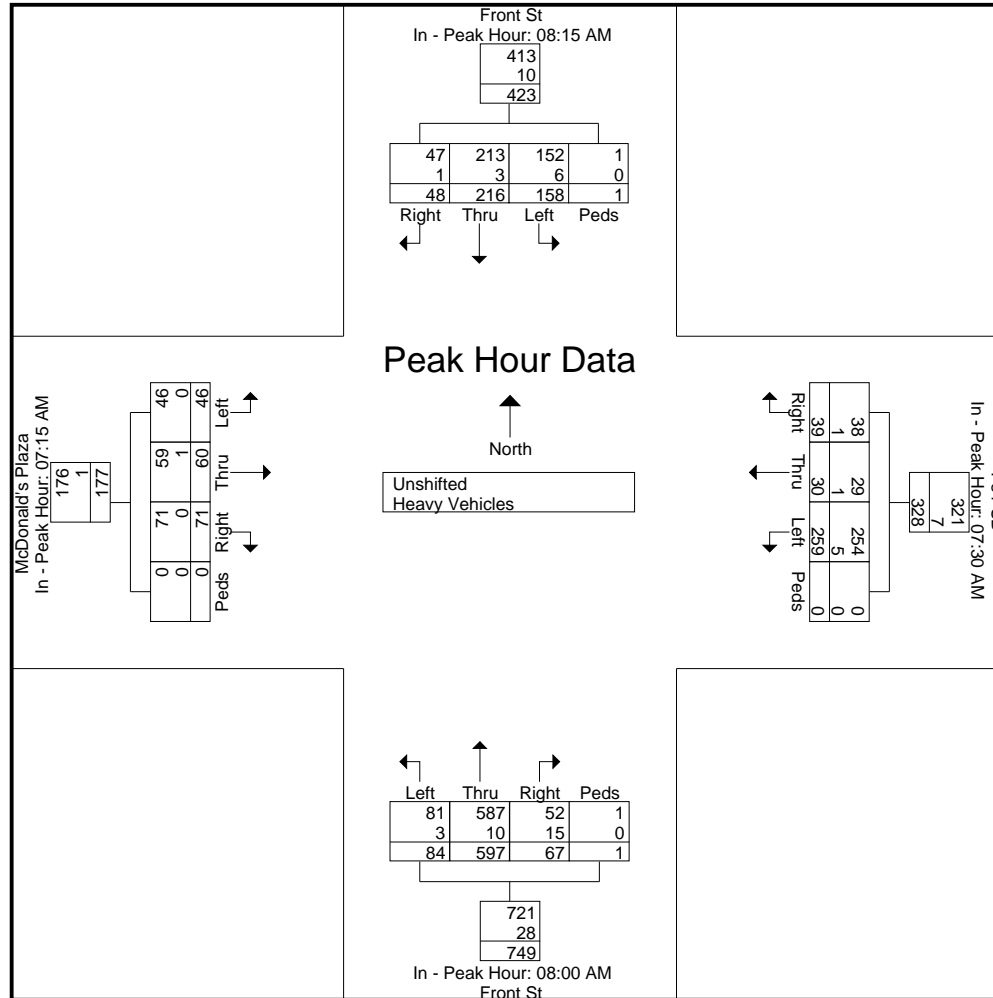 Front St
In - Peak Hour: 08:15 AM
413
10
423
47 213 152 1
1 3 6 0
48 216 158 1
Right Thru Left Peds
Peak Hour Data
North
Unshifted
Heavy Vehicles
McDonald's Plaza
In - Peak Hour: 07:15 AM
176
1
177
46 59 71 0
0 1 0 0
46 60 71 0
Left Thru Right Peds
In - Peak Hour: 07:30 AM
321
7
328
38 29 254 0
1 1 5 0
39 30 259 0
Right Thru Left Peds
Left Thru Right Peds
81 587 52 1
3 10 15 0
84 597 67 1
721
28
749
In - Peak Hour: 08:00 AM
Front St